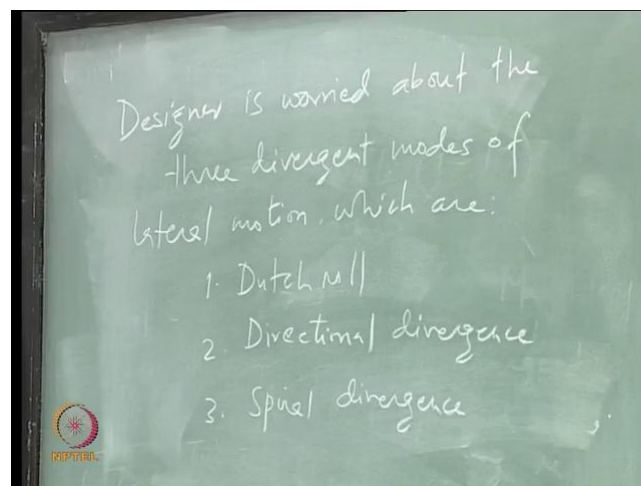 Designer is worried about the
three divergent modes of
lateral motion. which are:
1. Dutch roll
2. Directional divergence
3. Spiral divergence
NPTEL